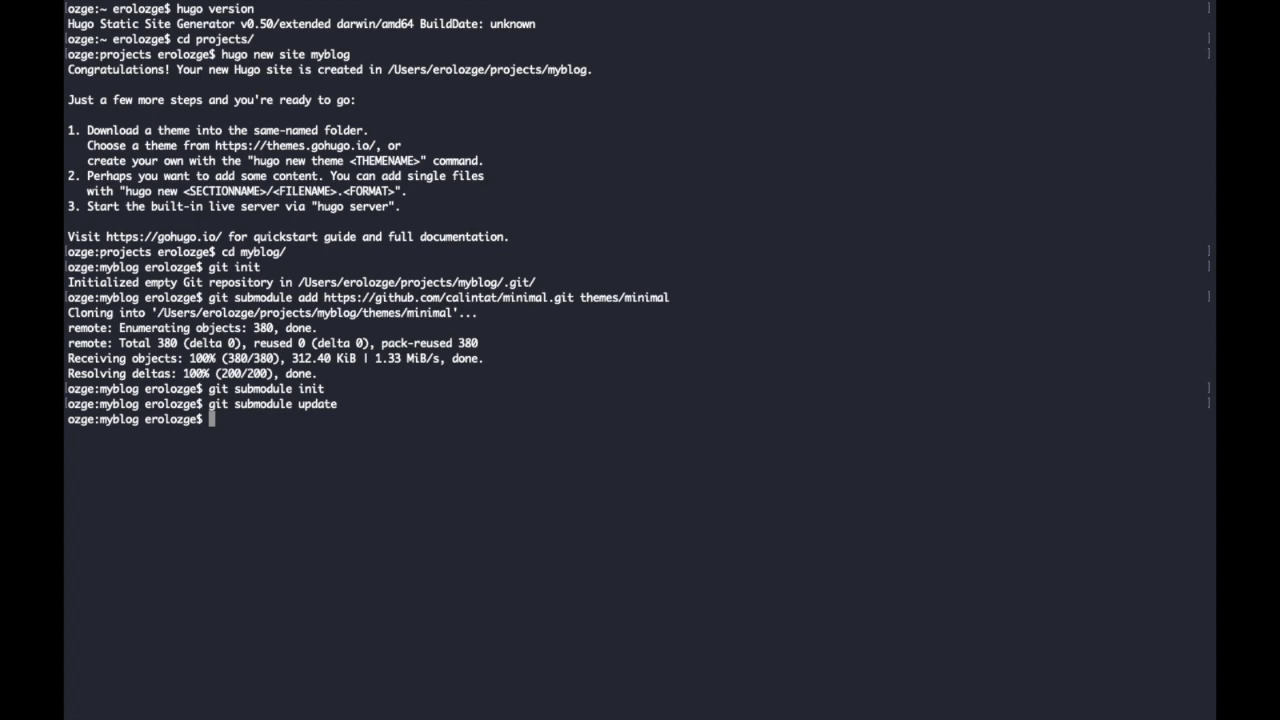 ozge:~ erolozge$ hugo version
Hugo Static Site Generator v0.50/extended darwin/amd64 BuildDate: unknown
ozge:~ erolozge$ cd projects/
ozge:projects erolozge$ hugo new site myblog
Congratulations! Your new Hugo site is created in /Users/erolozge/projects/myblog.
Just a few more steps and you're ready to go:
1. Download a theme into the same-named folder.
Choose a theme from https://themes.gohugo.io/, or
create your own with the "hugo new theme <THEMENAME>" command.
2. Perhaps you want to add some content. You can add single files
with "hugo new <SECTIONNAME>/<FILENAME>.<FORMAT>".
3. Start the built-in live server via "hugo server".
Visit https://gohugo.io/ for quickstart guide and full documentation.
ozge:projects erolozge$ cd myblog/
ozge:myblog erolozge$ git init
Initialized empty Git repository in /Users/erolozge/projects/myblog/.git/
ozge:myblog erolozge$ git submodule add https://github.com/calintat/minimal.git themes/minimal
Cloning into '/Users/erolozge/projects/myblog/themes/minimal'...
remote: Enumerating objects: 380, done.
remote: Total 380 (delta 0), reused 0 (delta 0), pack-reused 380
Receiving objects: 100% (380/380), 312.40 KiB | 1.33 MiB/s, done.
Resolving deltas: 100% (200/200), done.
ozge:myblog erolozge$ git submodule init
ozge:myblog erolozge$ git submodule update
ozge:myblog erolozge$